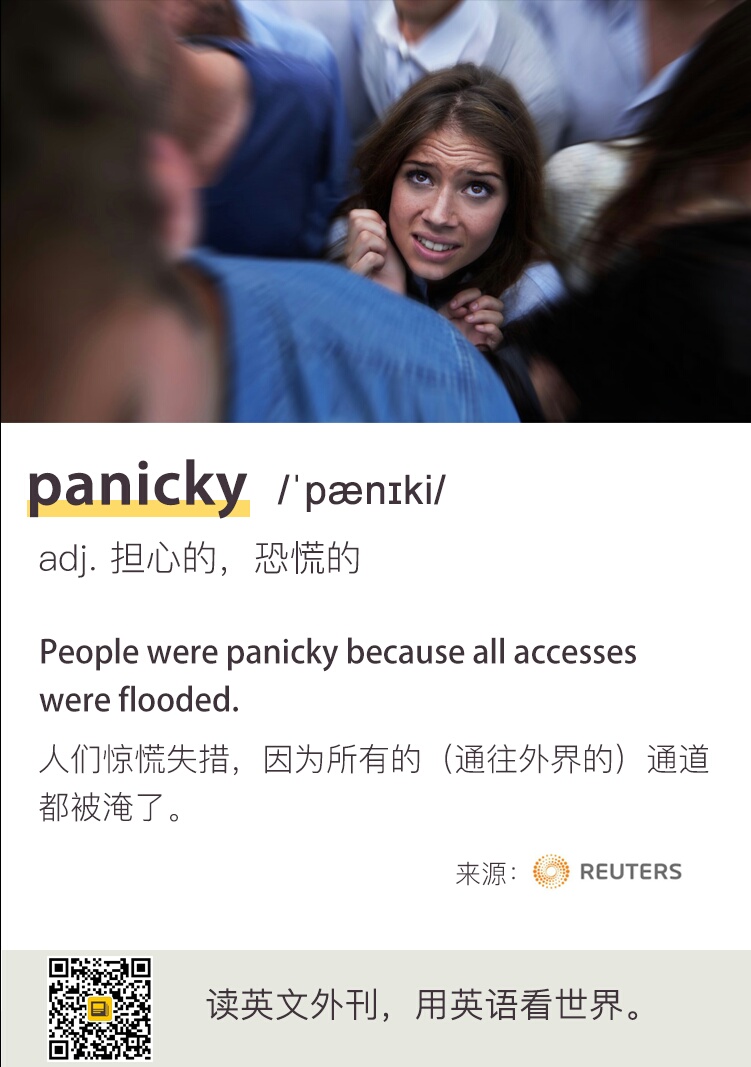 panicky /ˈpænɪki/
adj. 担心的，恐慌的
People were panicky because all accesses
were flooded.
人们惊慌失措，因为所有的（通往外界的）通道
都被淹了。
来源： REUTERS
读英文外刊，用英语看世界。